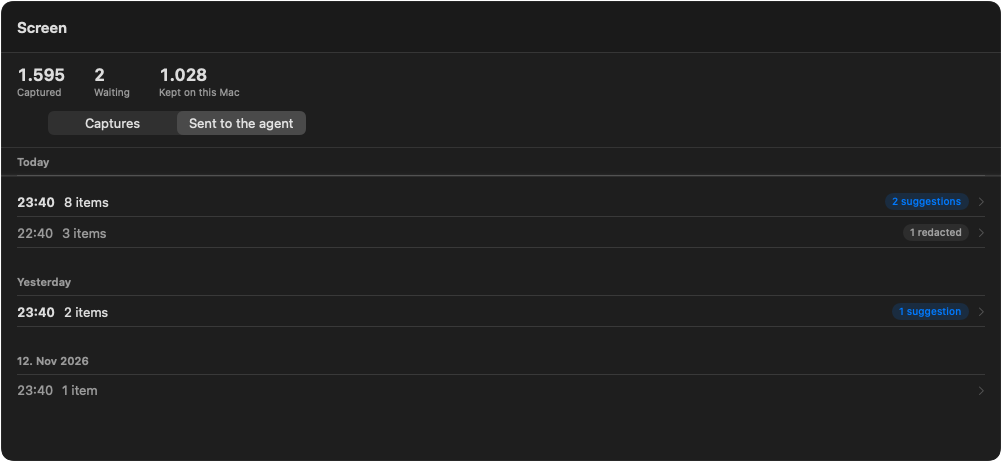 Screen
1.595 2 1.028
Captured Waiting Kept on this Mac
Captures Sent to the agent
Today
23:40 8 items 2 suggestions
22:40 3 items 1 redacted
Yesterday
23:40 2 items 1 suggestion
12. Nov 2026
23:40 1 item